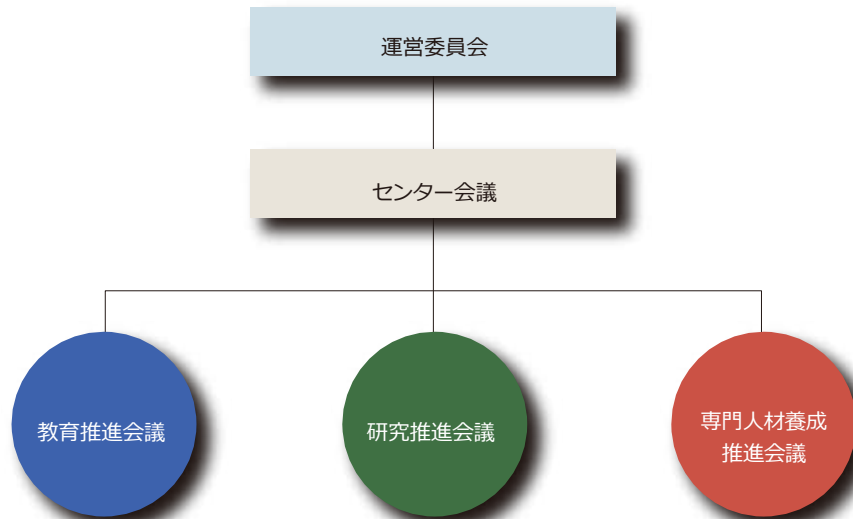 運営委員会
センター会議
教育推進会議
研究推進会議
専門人材養成
推進会議